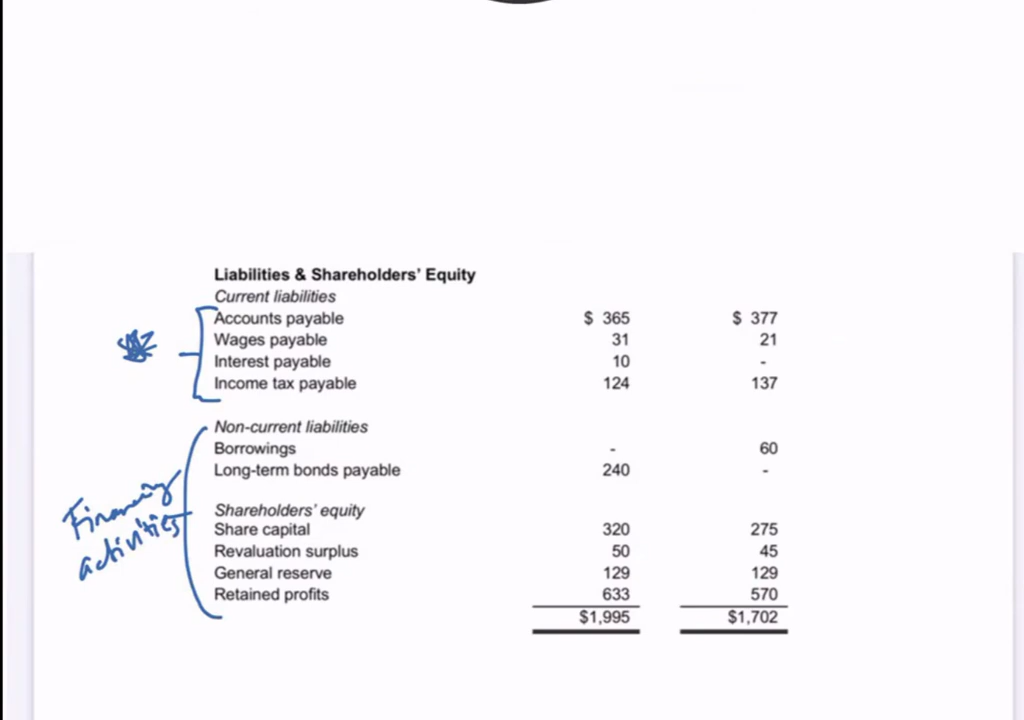 Liabilities & Shareholders' Equity
Current liabilities
Accounts payable $ 365 $ 377
Wages payable 31 21
Interest payable 10 -
Income tax payable 124 137
Non-current liabilities
Borrowings - 60
Long-term bonds payable 240 -
Financing
activities
Shareholders' equity
Share capital 320 275
Revaluation surplus 50 45
General reserve 129 129
Retained profits 633 570
$1,995 $1,702